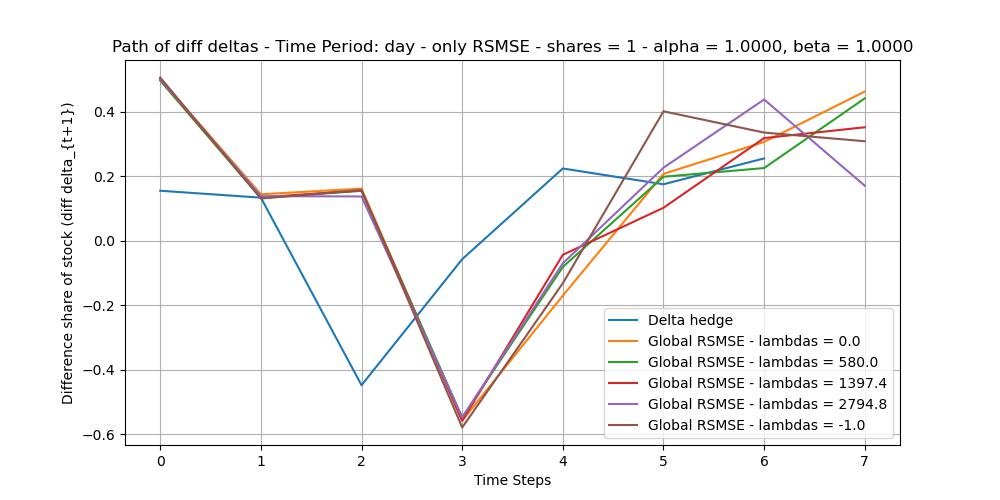 Path of diff deltas - Time Period: day - only RSMSE - shares = 1 - alpha = 1.0000, beta = 1.0000
Difference share of stock (diff delta_{t+1})
0.4
0.2
0.0
−0.2
−0.4
−0.6
0 1 2 3 4 5 6 7
Time Steps
Delta hedge
Global RSMSE - lambdas = 0.0
Global RSMSE - lambdas = 580.0
Global RSMSE - lambdas = 1397.4
Global RSMSE - lambdas = 2794.8
Global RSMSE - lambdas = -1.0